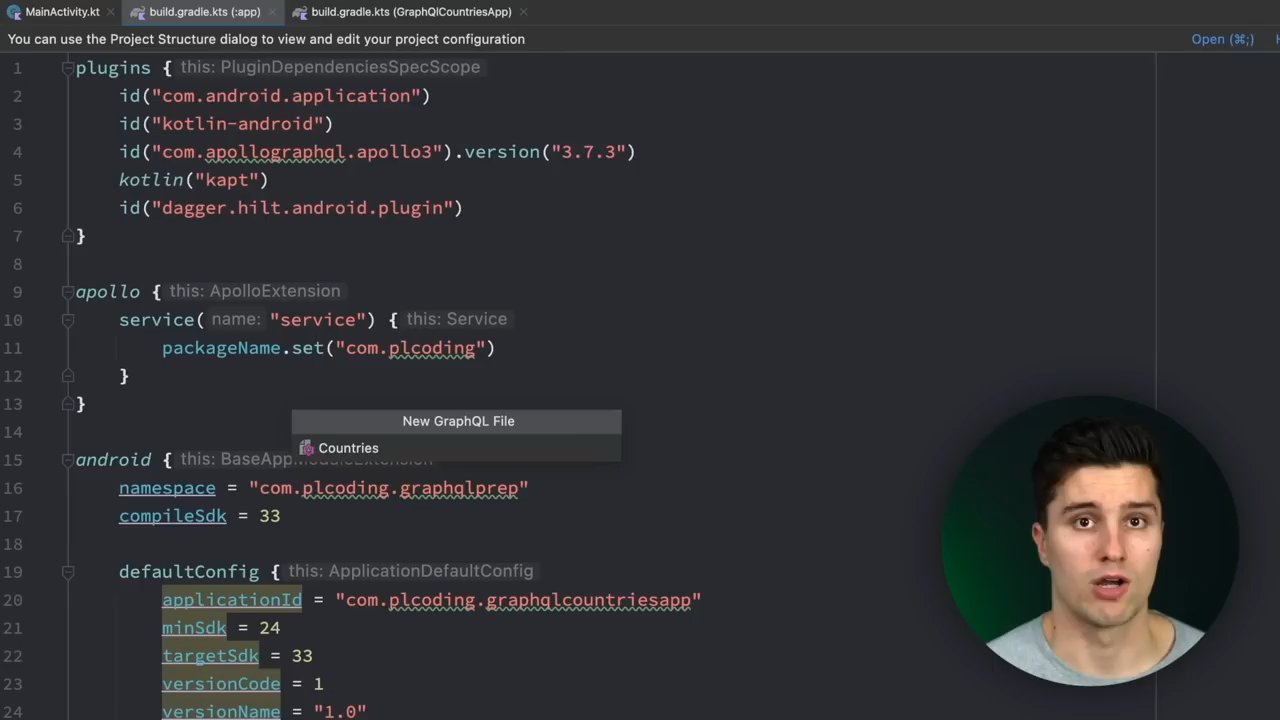 MainActivity.kt build.gradle.kts (:app) build.gradle.kts (GraphQlCountriesApp)
You can use the Project Structure dialog to view and edit your project configuration Open (⌘;)
1 plugins { this: PluginDependenciesSpecScope
2 id("com.android.application")
3 id("kotlin-android")
4 id("com.apollographql.apollo3").version("3.7.3")
5 kotlin("kapt")
6 id("dagger.hilt.android.plugin")
7 }
8
9 apollo { this: ApolloExtension
10 service( name: "service") { this: Service
11 packageName.set("com.plcoding")
12 }
13 }
14
New GraphQL File
Countries
15 android {  this:
16 namespace = "com.plcoding.graphqlprep"
17 compileSdk = 33
18
19 defaultConfig { this: ApplicationDefaultConfig
20 applicationId = "com.plcoding.graphqlcountriesapp"
21 minSdk = 24
22 targetSdk = 33
23 versionCode = 1
24 versionName = "1.0"